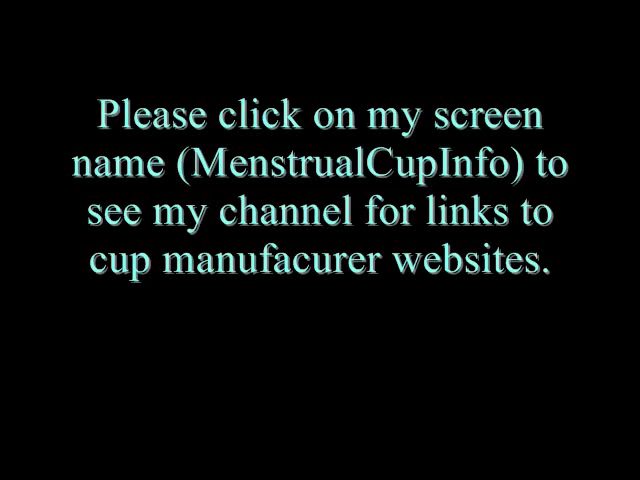 Please click on my screen
name (MenstrualCupInfo) to
see my channel for links to
cup manufacurer websites.